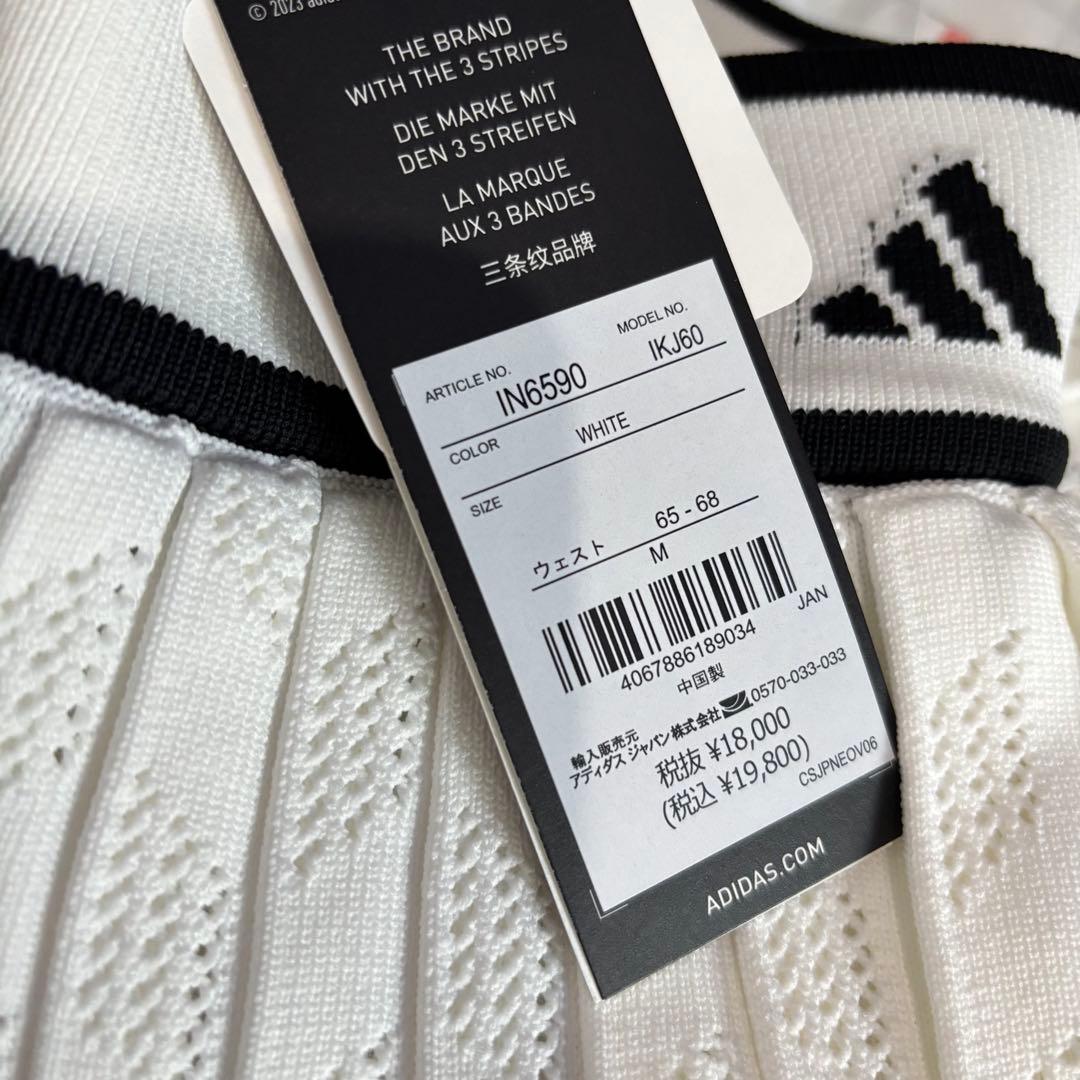 © 2023 adidas
THE BRAND
WITH THE 3 STRIPES
DIE MARKE MIT
DEN 3 STREIFEN
LA MARQUE
AUX 3 BANDES
三条纹品牌
ARTICLE NO. MODEL NO.
IN6590 IKJ60
COLOR WHITE
SIZE
ウェスト 65 - 68
M
JAN
4067886189034
中国製
輸入販売元
アディダス ジャパン株式会社 0570-033-033
税抜 ¥18,000
(税込 ¥19,800)
CSJPNEOV06
ADIDAS.COM